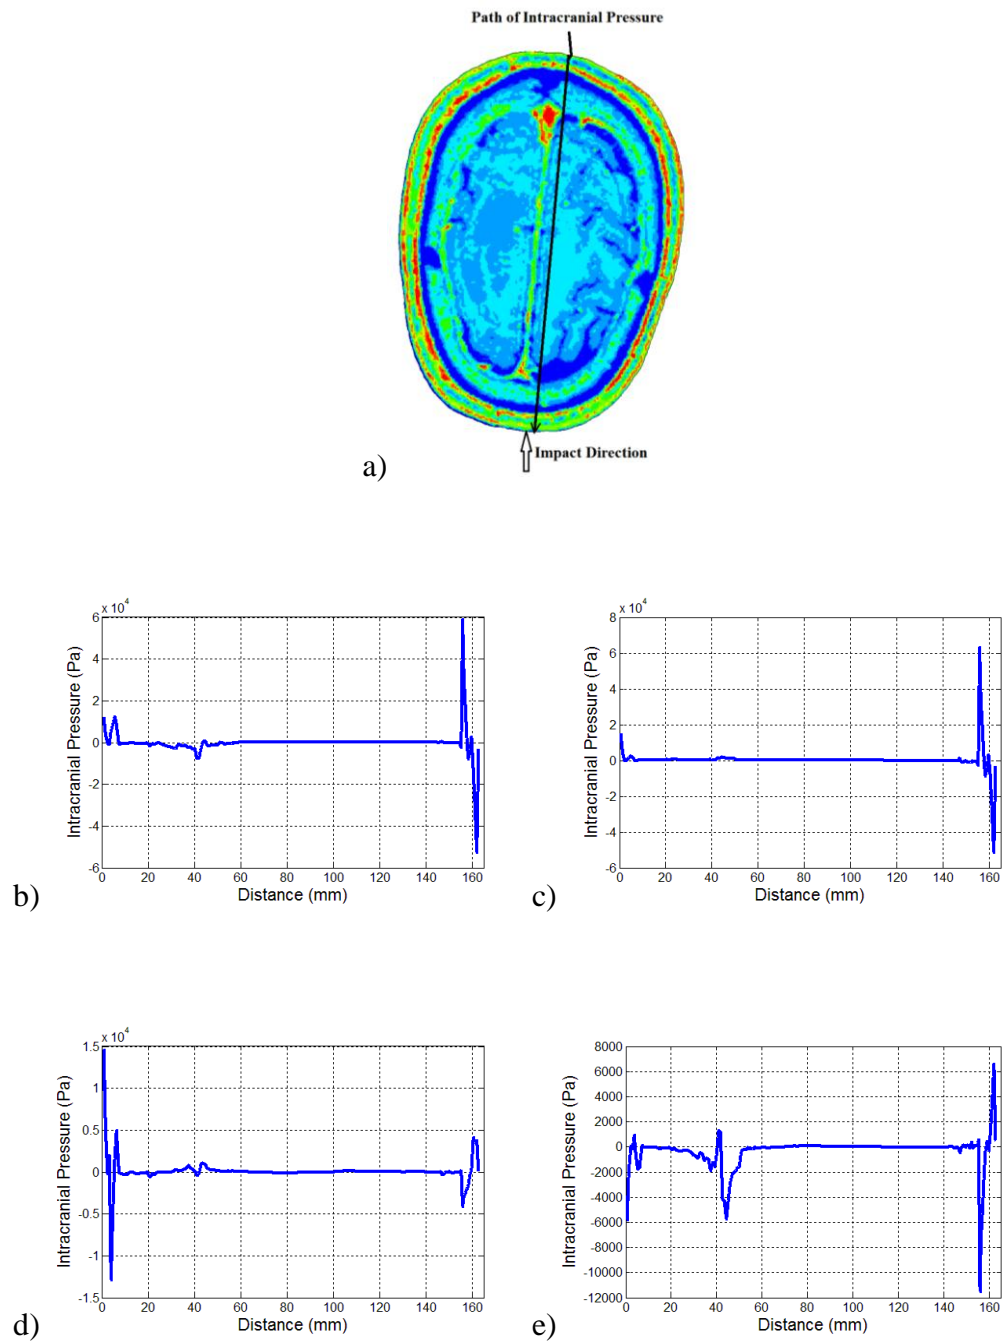 Path of Intracranial Pressure
Impact Direction
a)
x 10^4
6
4
2
0
-2
-4
-6
Intracranial Pressure (Pa)
0 20 40 60 80 100 120 140 160
Distance (mm)
b)
x 10^4
8
6
4
2
0
-2
-4
-6
Intracranial Pressure (Pa)
0 20 40 60 80 100 120 140 160
Distance (mm)
c)
x 10^4
1.5
1
0.5
0
-0.5
-1
-1.5
Intracranial Pressure (Pa)
0 20 40 60 80 100 120 140 160
Distance (mm)
d)
8000
6000
4000
2000
0
-2000
-4000
-6000
-8000
-10000
-12000
Intracranial Pressure (Pa)
0 20 40 60 80 100 120 140 160
Distance (mm)
e)